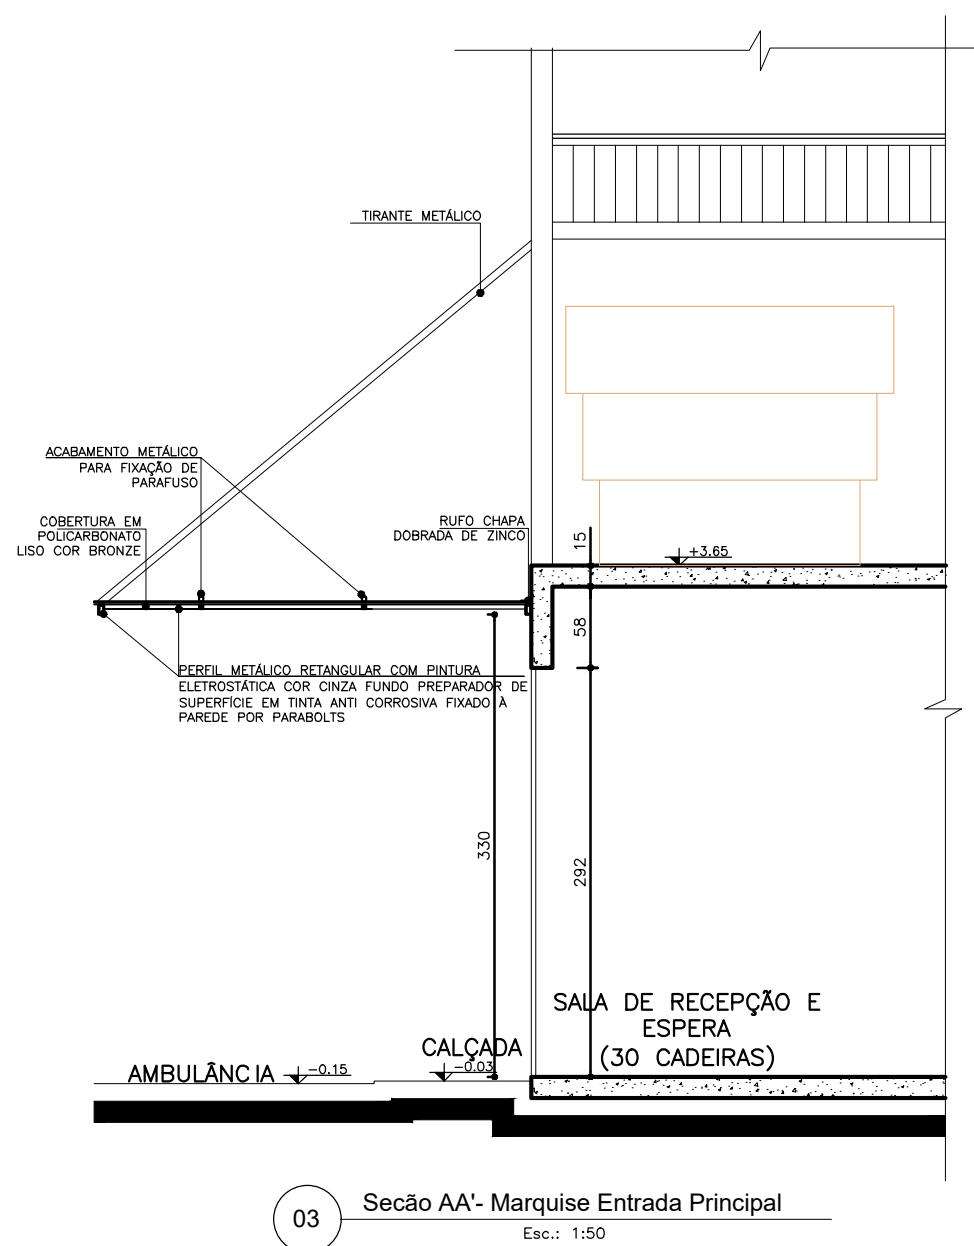 TIRANTE METÁLICO
ACABAMENTO METÁLICO
PARA FIXAÇÃO DE
PARAFUSO
COBERTURA EM
POLICARBONATO
LISO COR BRONZE
RUFO CHAPA
DOBRADA DE ZINCO
15
+3.65
58
PERFIL METÁLICO RETANGULAR COM PINTURA
ELETROSTÁTICA COR CINZA FUNDO PREPARADOR DE
SUPERFÍCIE EM TINTA ANTI CORROSIVA FIXADO À
PAREDE POR PARABOLTS
330
292
SALA DE RECEPÇÃO E
ESPERA
(30 CADEIRAS)
CALÇADA
-0.03
AMBULÂNCIA
-0.15
03
Secão AA'- Marquise Entrada Principal
Esc.: 1:50